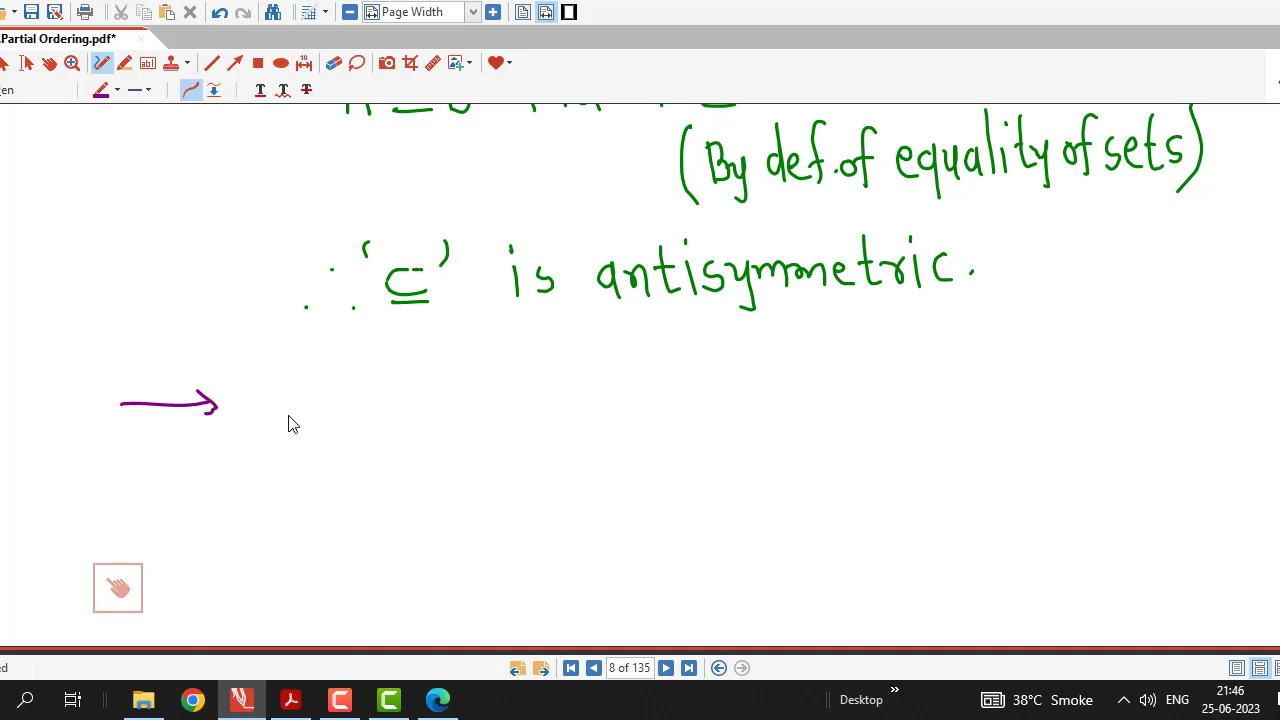 Page Width
.Partial Ordering.pdf*
10
(By def. of equality of sets)
∴ '⊆' is antisymmetric.
8 of 135
Desktop
»
38°C Smoke
ENG
21:46
25-06-2023